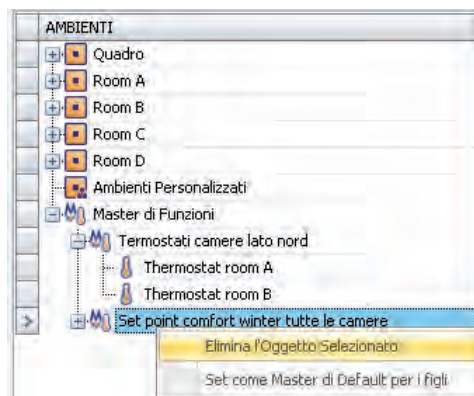 AMBIENTI
Quadro
Room A
Room B
Room C
Room D
Ambienti Personalizzati
Master di Funzioni
Termostati camere lato nord
Thermostat room A
Thermostat room B
Set point comfort winter tutte le camere
Elimina l'Oggetto Selezionato
Set come Master di Default per i figli